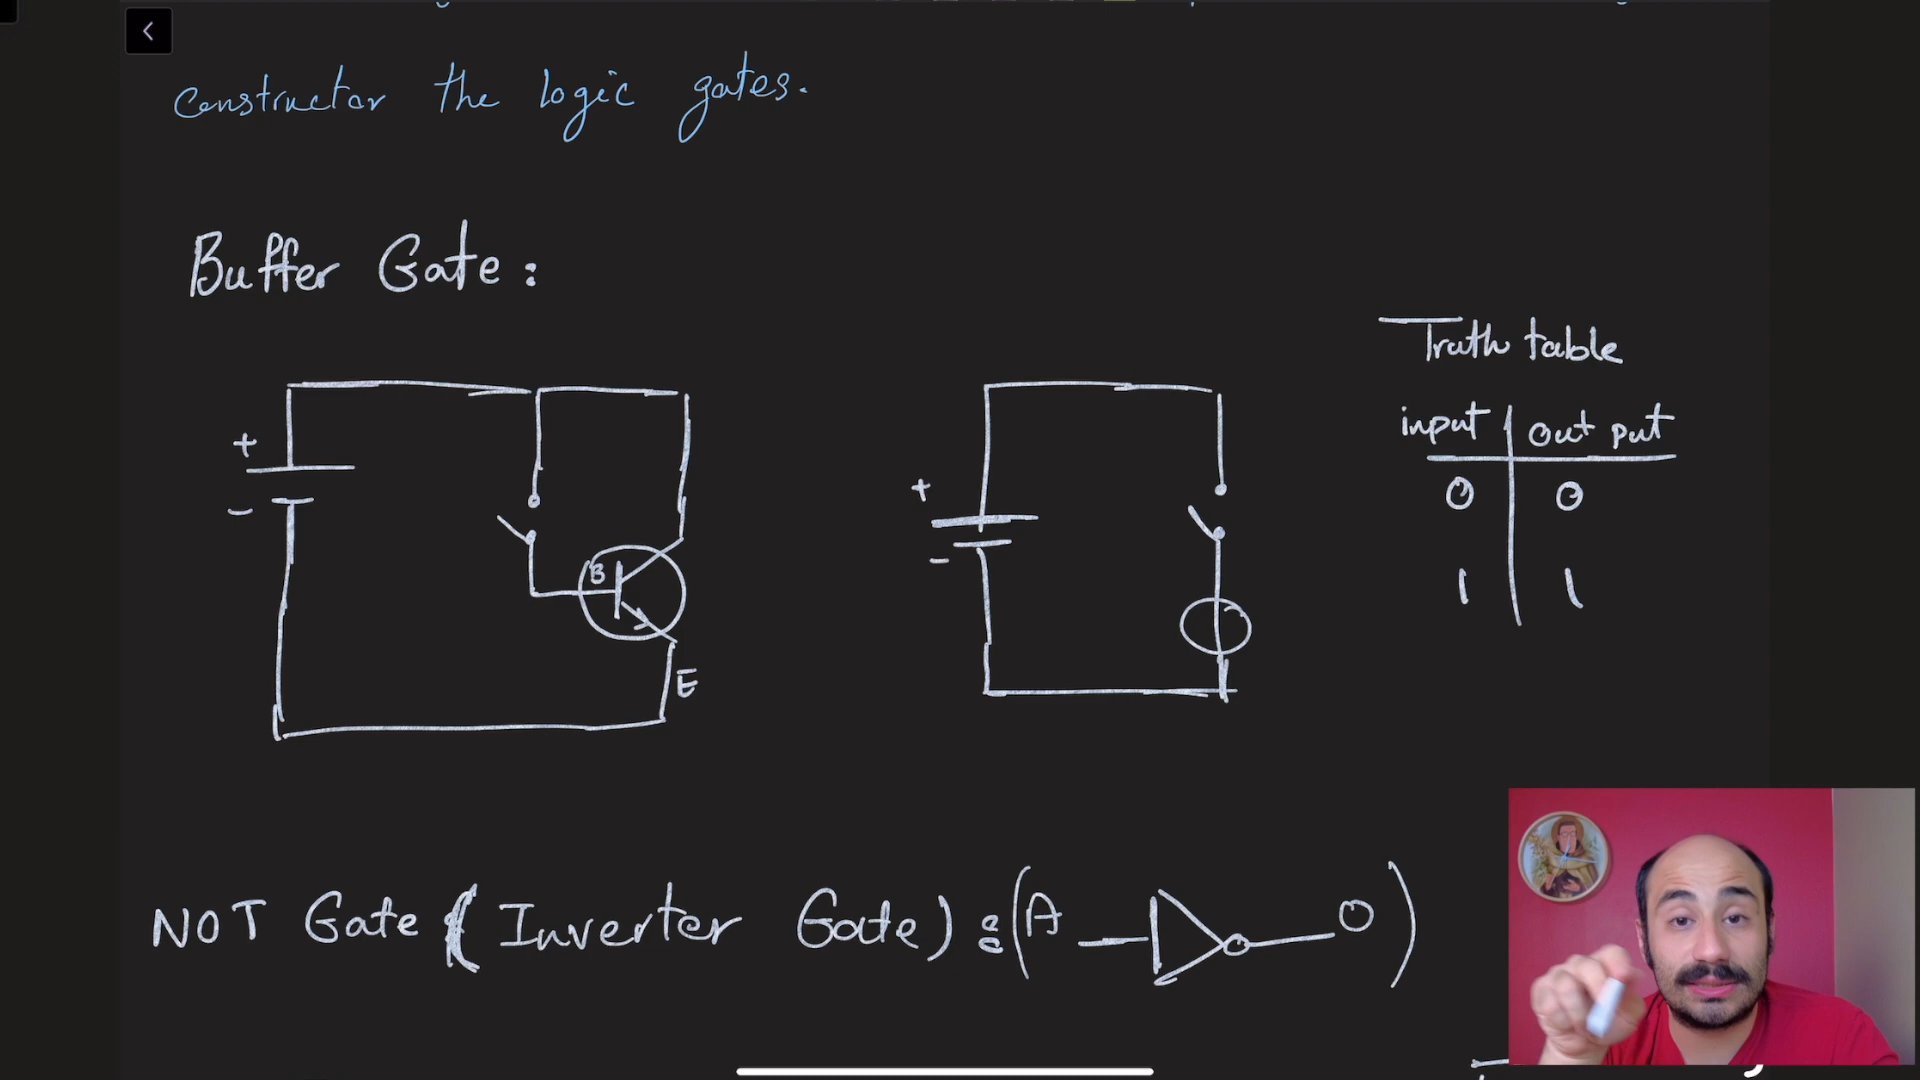 Constructor the logic gates.
Buffer Gate:
Truth table
input | Out put
0 | 0
1 | 1
+
-
B
E
+
-
NOT Gate (Inverter Gate) : (A O)